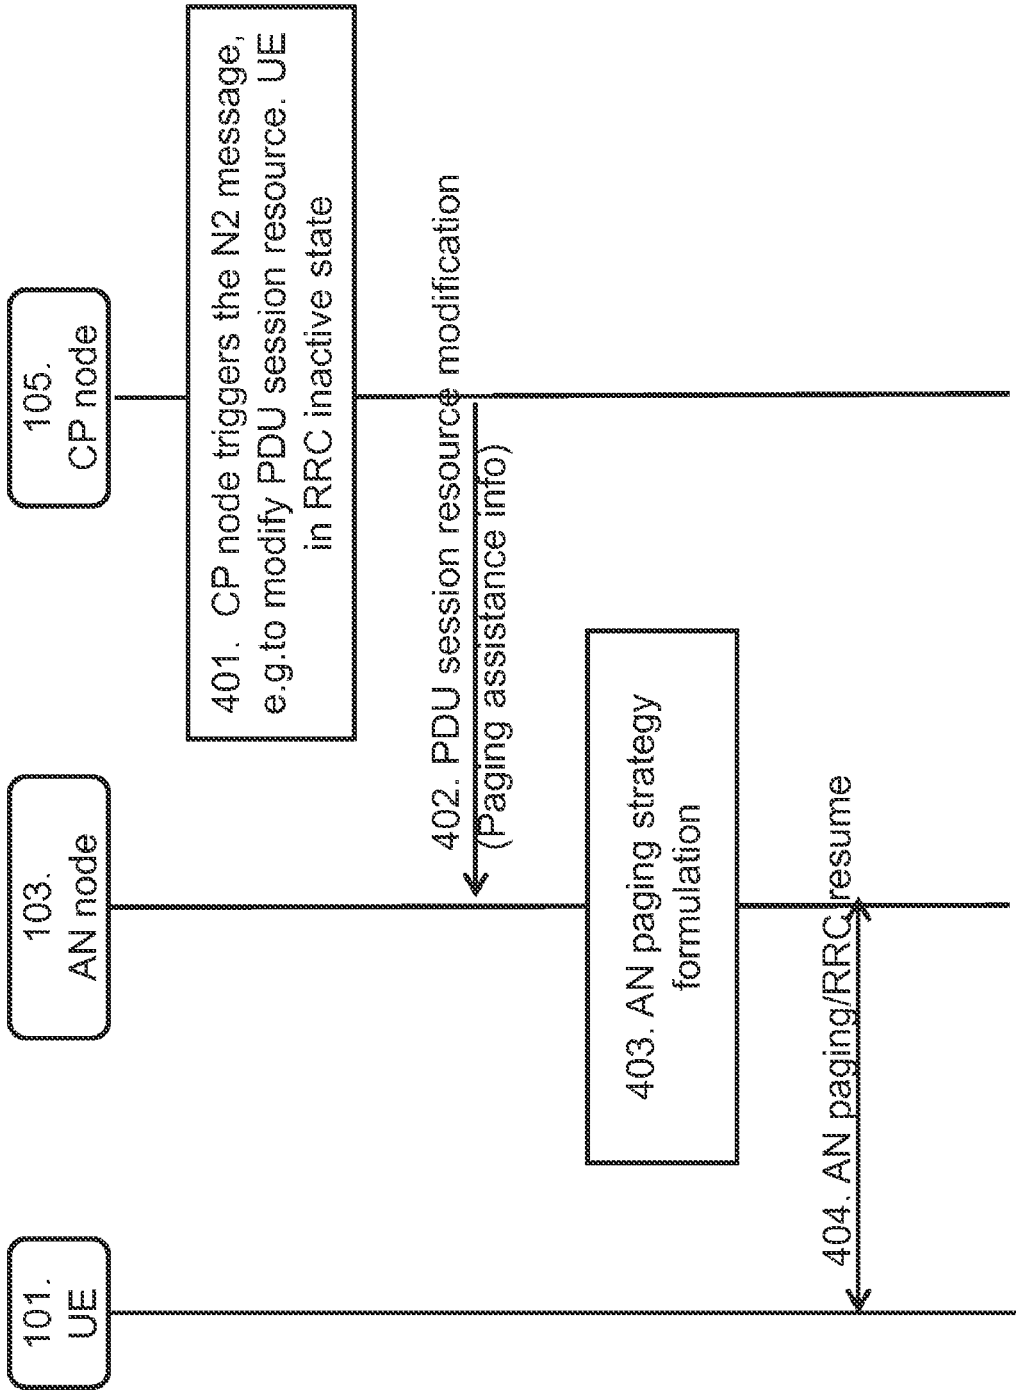 101.
UE
103.
AN node
105.
CP node
401. CP node triggers the N2 message,
e.g.to modify PDU session resource. UE
in RRC inactive state
402. PDU session resource modification
(Paging assistance info)
403. AN paging strategy
formulation
404. AN paging/RRC resume